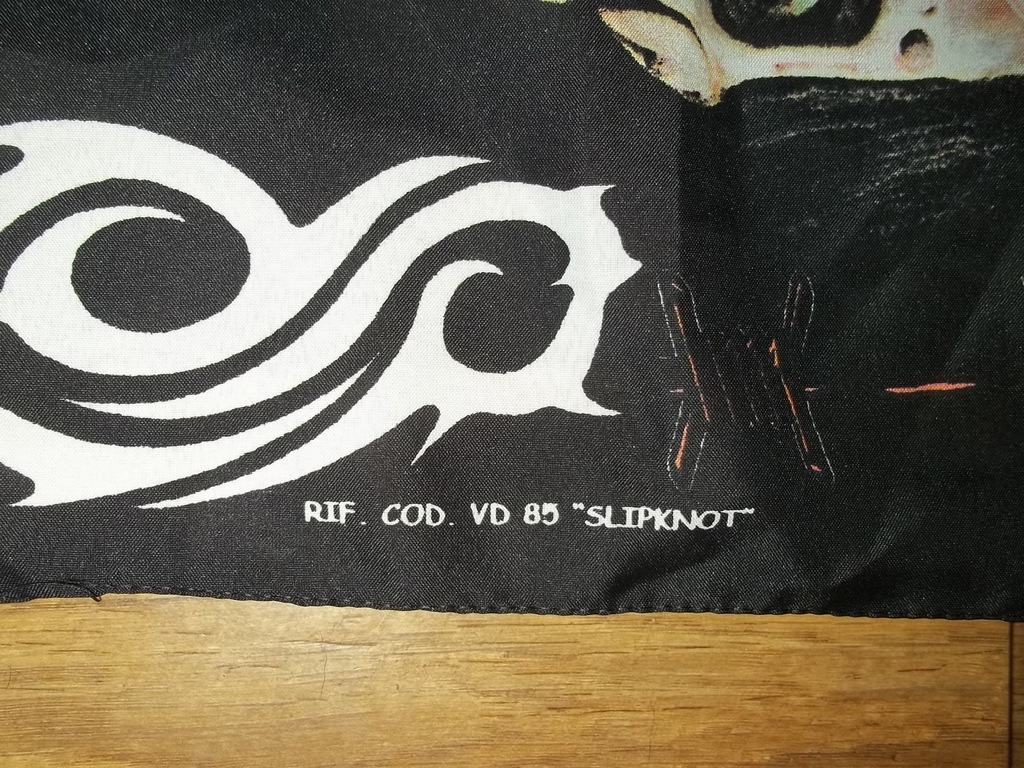 RIF. COD. VD 85 "SLIPKNOT"